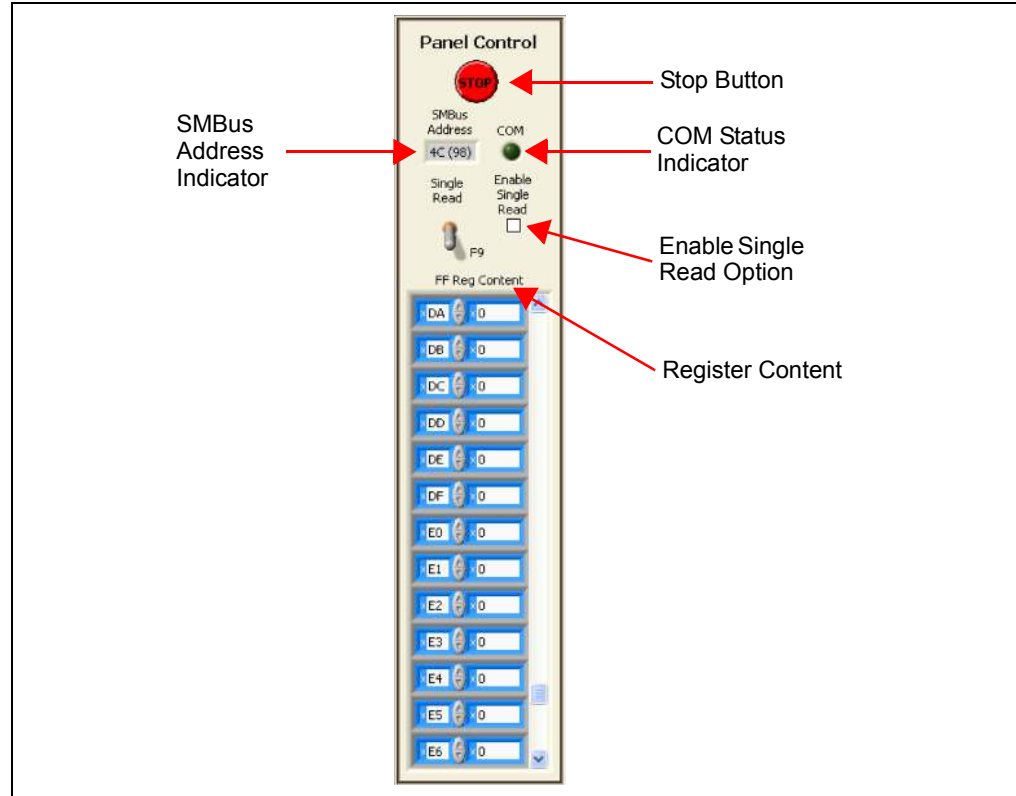 Panel Control
STOP
Stop Button
SMBus
Address
Indicator
SMBus
Address
4C (98)
COM
COM Status
Indicator
Single
Read
Enable
Single
Read
F9
Enable Single
Read Option
FF Reg Content
Register Content
x DA x 0
x DB x 0
x DC x 0
x DD x 0
x DE x 0
x DF x 0
x E0 x 0
x E1 x 0
x E2 x 0
x E3 x 0
x E4 x 0
x E5 x 0
x E6 x 0